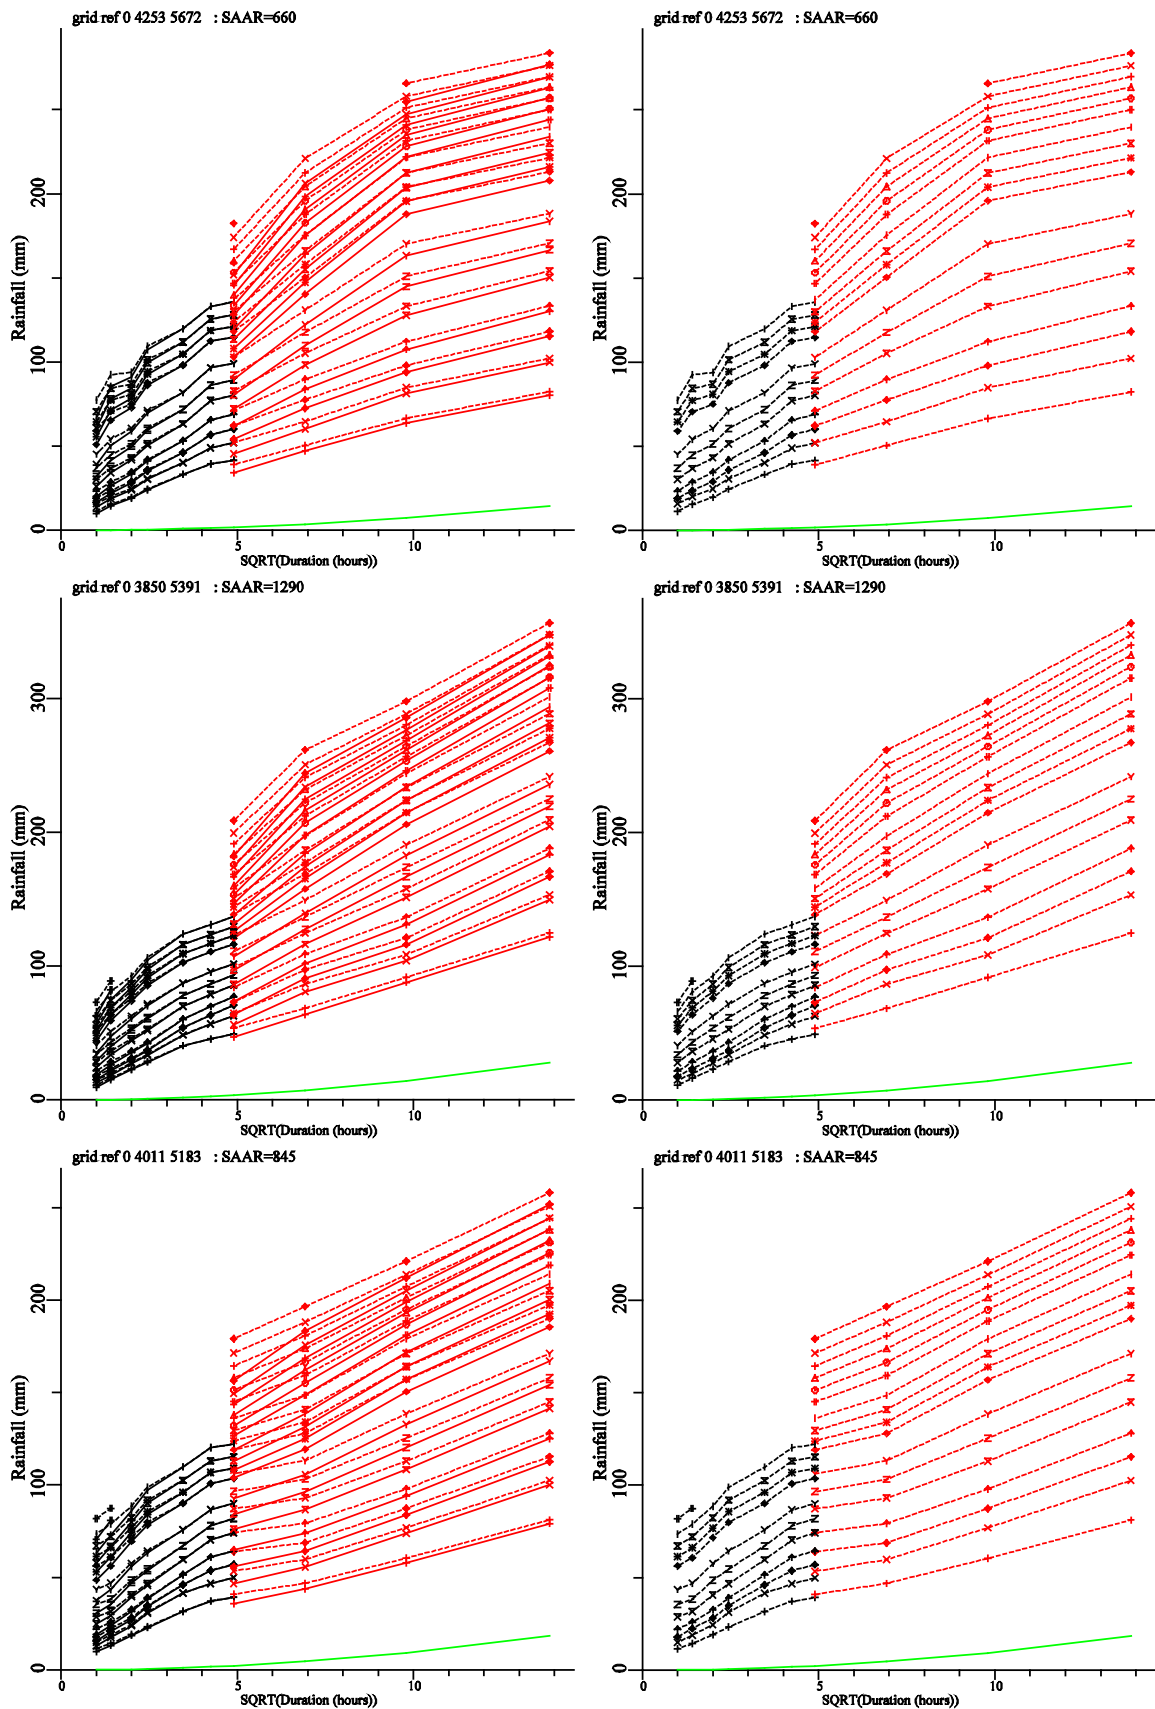 grid ref 0 4253 5672 : SAAR=660
grid ref 0 4253 5672 : SAAR=660
Rainfall (mm)
200
100
0
0 5 10
SQRT(Duration (hours))
Rainfall (mm)
200
100
0
0 5 10
SQRT(Duration (hours))
grid ref 0 3850 5391 : SAAR=1290
grid ref 0 3850 5391 : SAAR=1290
Rainfall (mm)
300
200
100
0
0 5 10
SQRT(Duration (hours))
Rainfall (mm)
300
200
100
0
0 5 10
SQRT(Duration (hours))
grid ref 0 4011 5183 : SAAR=845
grid ref 0 4011 5183 : SAAR=845
Rainfall (mm)
200
100
0
0 5 10
SQRT(Duration (hours))
Rainfall (mm)
200
100
0
0 5 10
SQRT(Duration (hours))